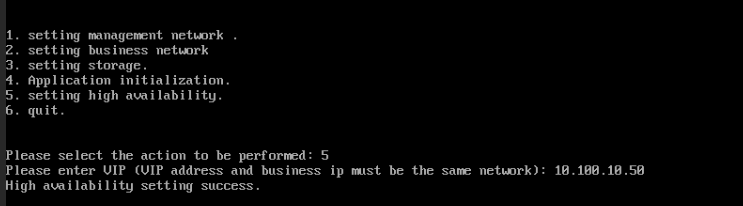 1. setting management network .
2. setting business network
3. setting storage.
4. Application initialization.
5. setting high availability.
6. quit.
Please select the action to be performed: 5
Please enter VIP (VIP address and business ip must be the same network): 10.100.10.50
High availability setting success.